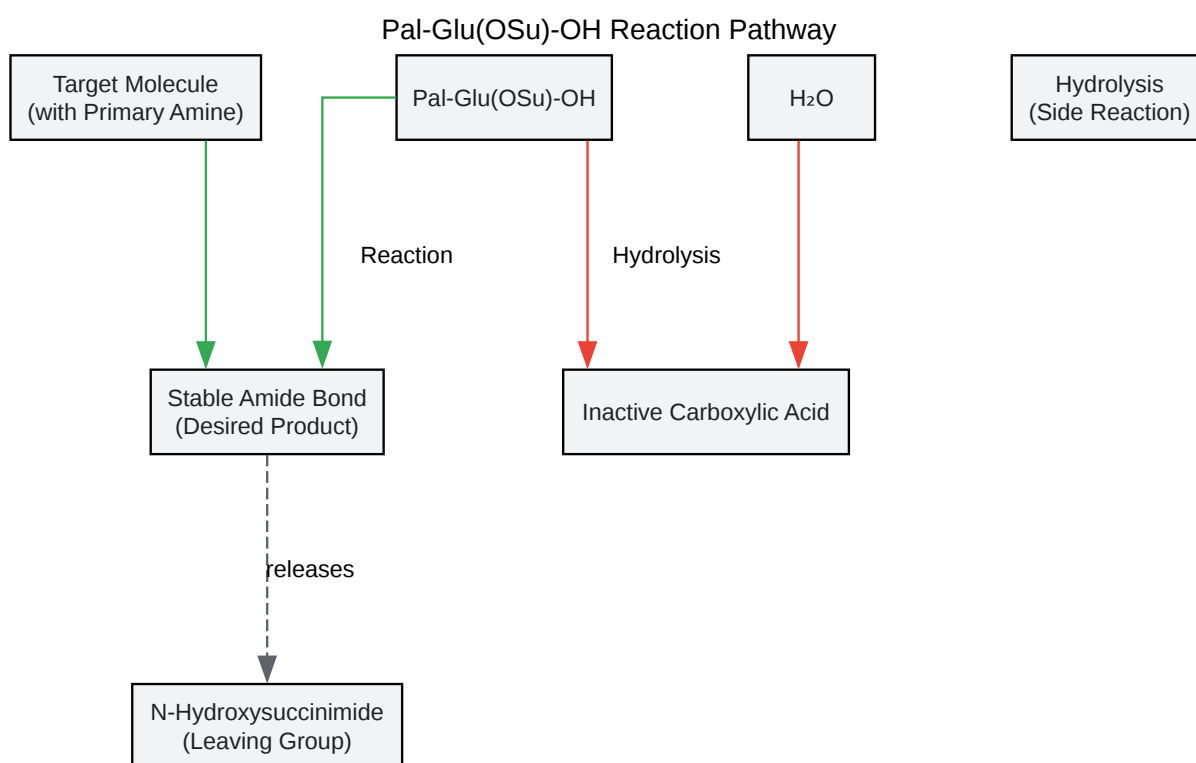 Pal-Glu(OSu)-OH Reaction Pathway
Target Molecule
(with Primary Amine)
Pal-Glu(OSu)-OH
H₂O
Hydrolysis
(Side Reaction)
Reaction
Hydrolysis
Stable Amide Bond
(Desired Product)
Inactive Carboxylic Acid
releases
N-Hydroxysuccinimide
(Leaving Group)